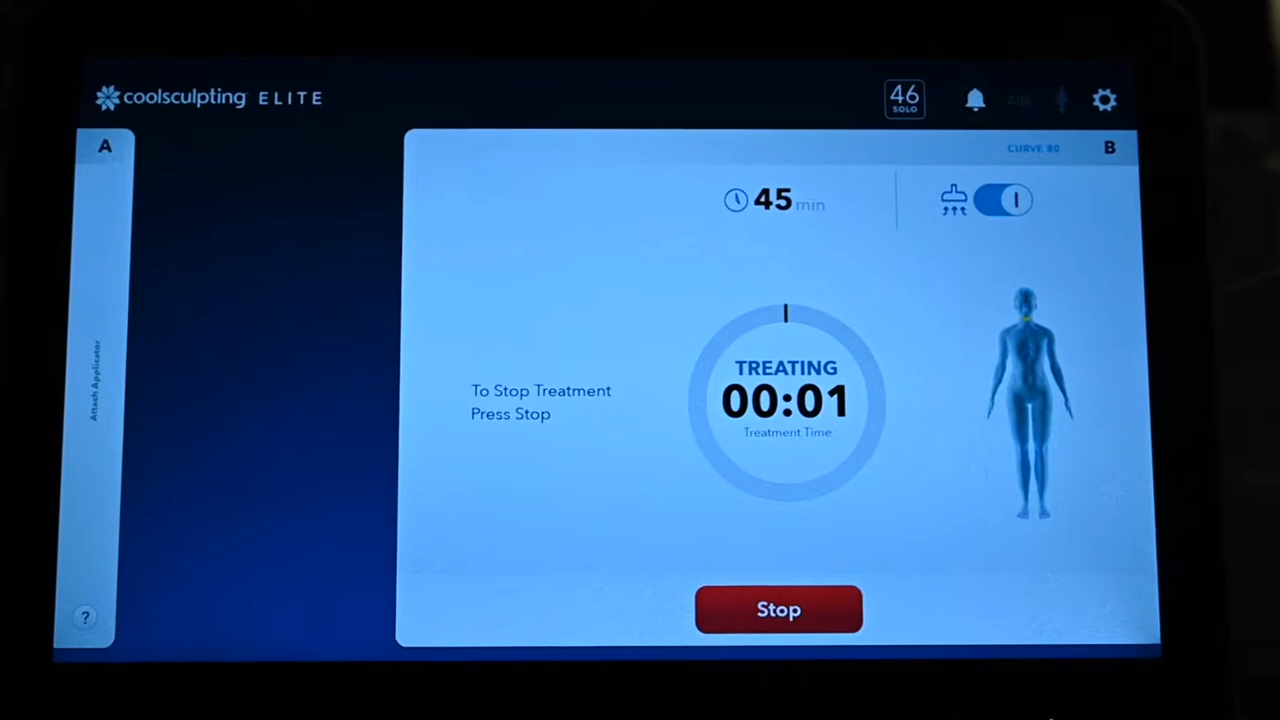 coolsculpting ELITE
46
SOLO
A
CURVE 80
B
45 min
I
Attach Applicator
TREATING
00:01
Treatment Time
To Stop Treatment
Press Stop
?
Stop